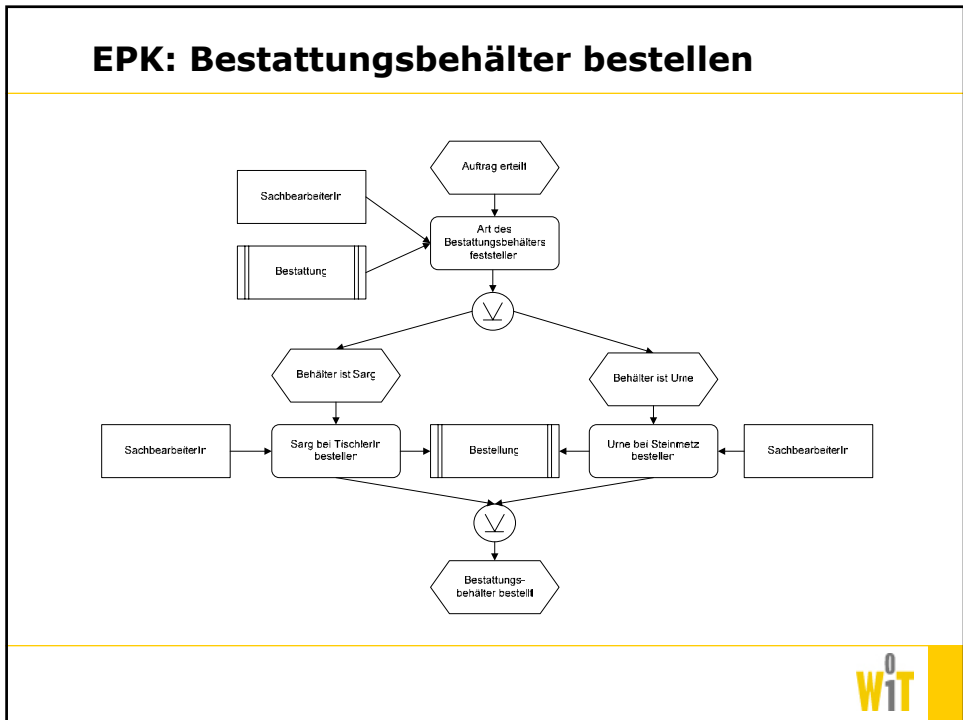 EPK: Bestattungsbehälter bestellen
Auftrag erteilt
SachbearbeiterIn
Art des
Bestattungsbehälters
feststellen
Bestattung
Behälter ist Sarg
Behälter ist Urne
SachbearbeiterIn
Sarg bei TischlerIn
bestellen
Bestellung
Urne bei Steinmetz
bestellen
SachbearbeiterIn
Bestattungs-
behälter bestellt
W01T